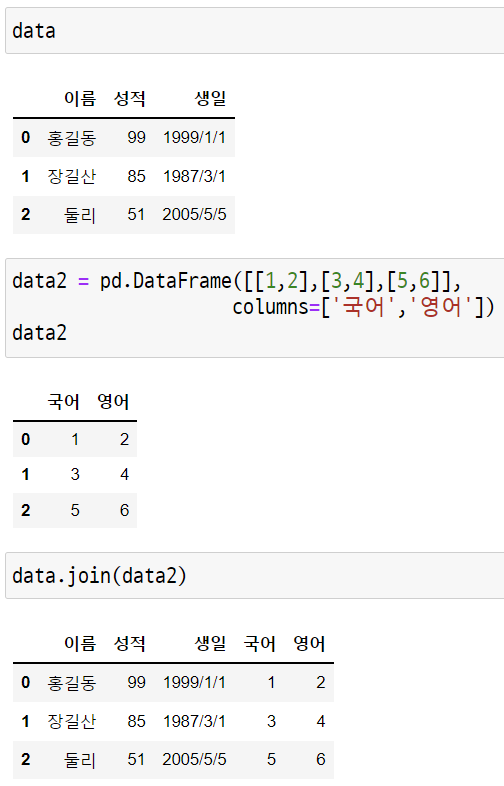 data
이름 성적 생일
0 홍길동 99 1999/1/1
1 장길산 85 1987/3/1
2 둘리 51 2005/5/5
data2 = pd.DataFrame([[1,2],[3,4],[5,6]],
columns=['국어','영어'])
data2
국어 영어
0 1 2
1 3 4
2 5 6
data.join(data2)
이름 성적 생일 국어 영어
0 홍길동 99 1999/1/1 1 2
1 장길산 85 1987/3/1 3 4
2 둘리 51 2005/5/5 5 6